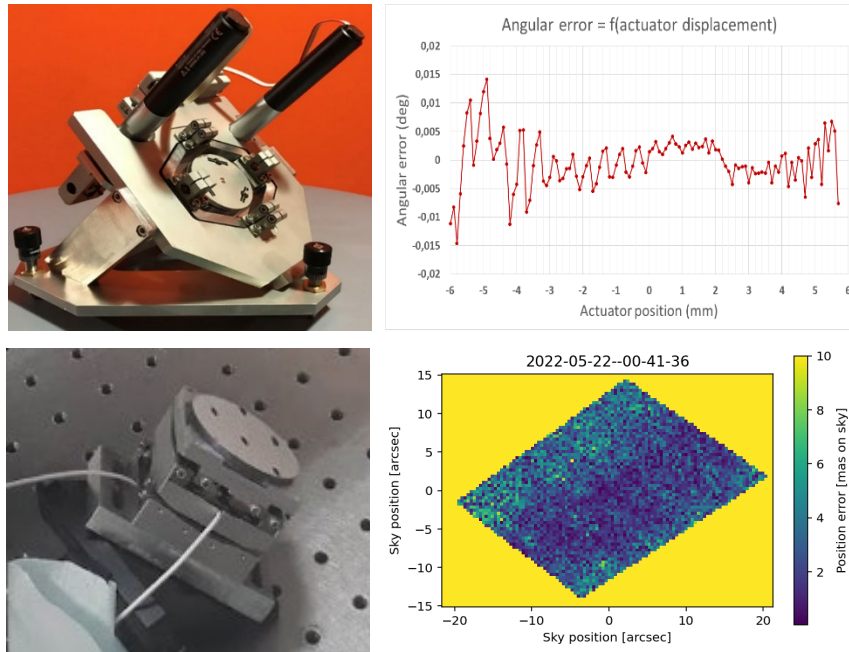 Angular error = f(actuator displacement)
0,02
0,015
0,01
0,005
0
-0,005
-0,01
-0,015
-0,02
Angular error (deg)
-6 -5 -4 -3 -2 -1 0 1 2 3 4 5 6
Actuator position (mm)
2022-05-22--00-41-36
15
10
5
0
−5
−10
−15
Sky position [arcsec]
−20 −10 0 10 20
Sky position [arcsec]
10
8
6
4
2
Position error [mas on sky]